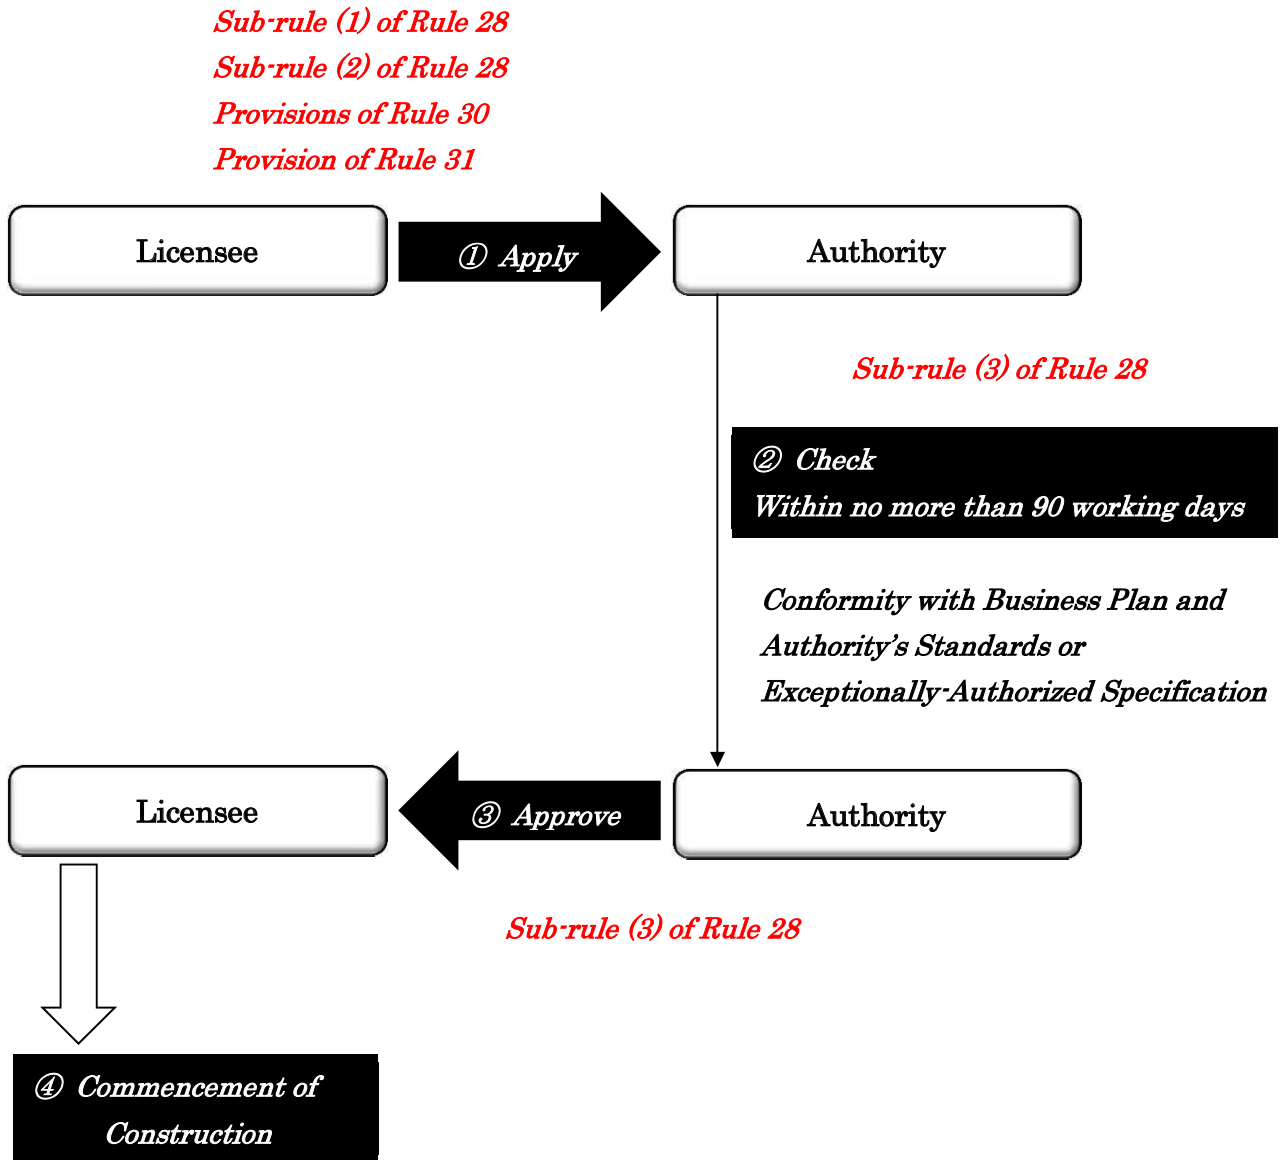 Sub-rule (1) of Rule 28
Sub-rule (2) of Rule 28
Provisions of Rule 30
Provision of Rule 31
Licensee
① Apply
Authority
Sub-rule (3) of Rule 28
② Check
Within no more than 90 working days
Conformity with Business Plan and
Authority’s Standards or
Exceptionally-Authorized Specification
Licensee
③ Approve
Authority
Sub-rule (3) of Rule 28
④ Commencement of
Construction